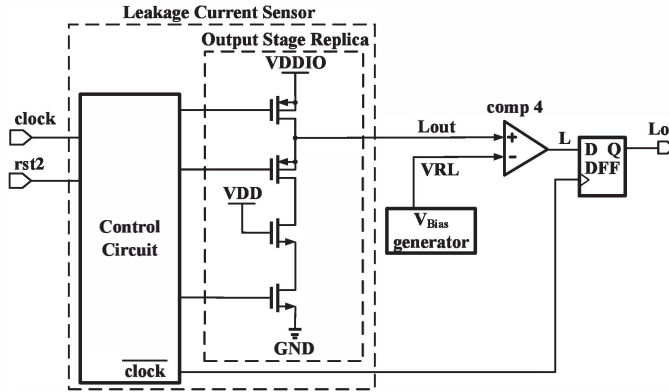 Leakage Current Sensor
Output Stage Replica
VDDIO
clock
rst2
Control
Circuit
clock
VDD
GND
Lout
comp 4
+
-
VRL
VBias
generator
L
D Q
DFF
Lo